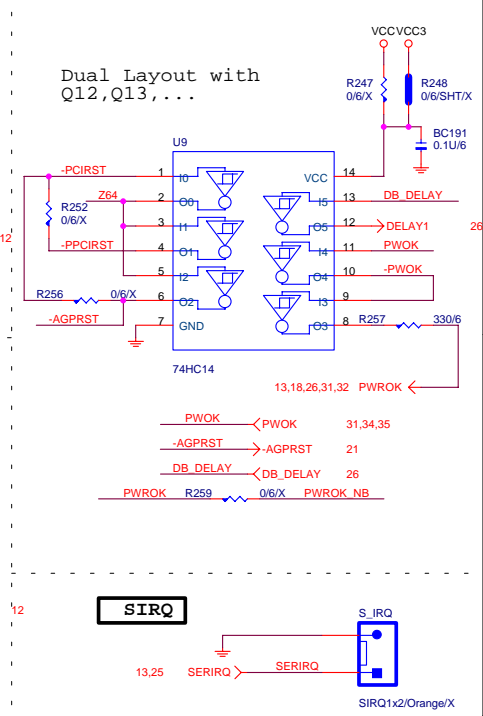 VCC VCC3
Dual Layout with
Q12,Q13,...
R247
0/6/X
R248
0/6/SHT/X
BC191
0.1U/6
U9
-PCIRST 1 I0 VCC 14
Z64 2 O0 I5 13 DB_DELAY
R252
0/6/X
3 I1 O5 12 DELAY1 26
12
-PPCIRST 4 O1 I4 11 PWOK
5 I2 O4 10 -PWOK
R256 0/6/X 6 O2 I3 9
-AGPRST 7 GND O3 8 R257 330/6
74HC14
13,18,26,31,32 PWROK
PWOK PWOK 31,34,35
-AGPRST -AGPRST 21
DB_DELAY DB_DELAY 26
PWROK R259 0/6/X PWROK_NB
12
SIRQ
S_IRQ
13,25 SERIRQ SERIRQ
SIRQ1x2/Orange/X